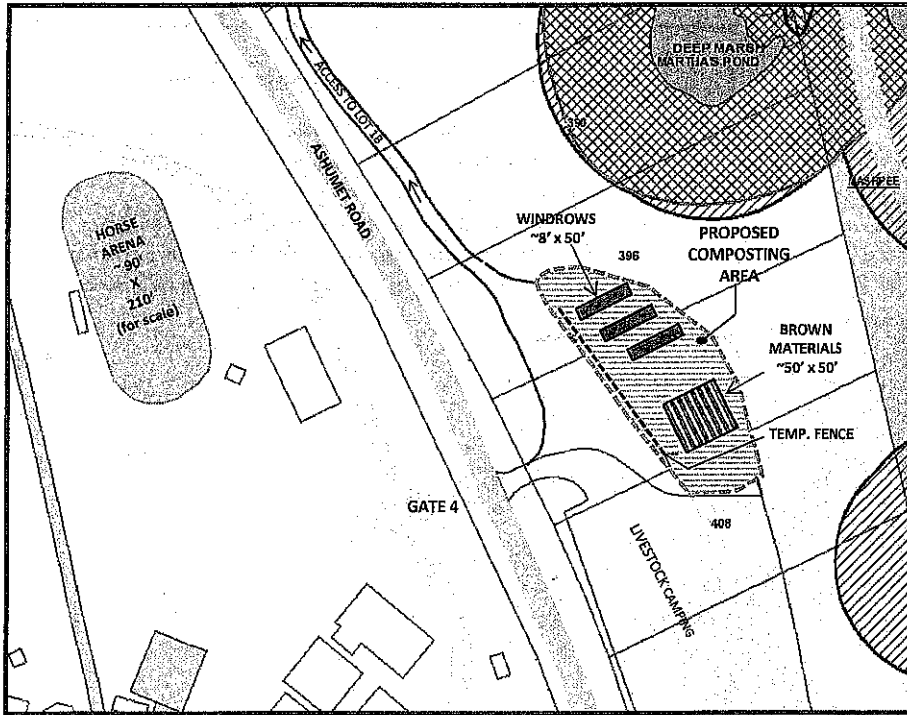 DEEP MARSH
MARTHA'S POND
ACCESS TO LOT 1B
390
ASHUMET ROAD
MASHPEE
HORSE
ARENA
~ 90'
X
210'
(for scale)
WINDROWS
~8' x 50'
396
PROPOSED
COMPOSTING
AREA
BROWN
MATERIALS
~50' x 50'
TEMP. FENCE
GATE 4
408
LIVESTOCK CAMPING